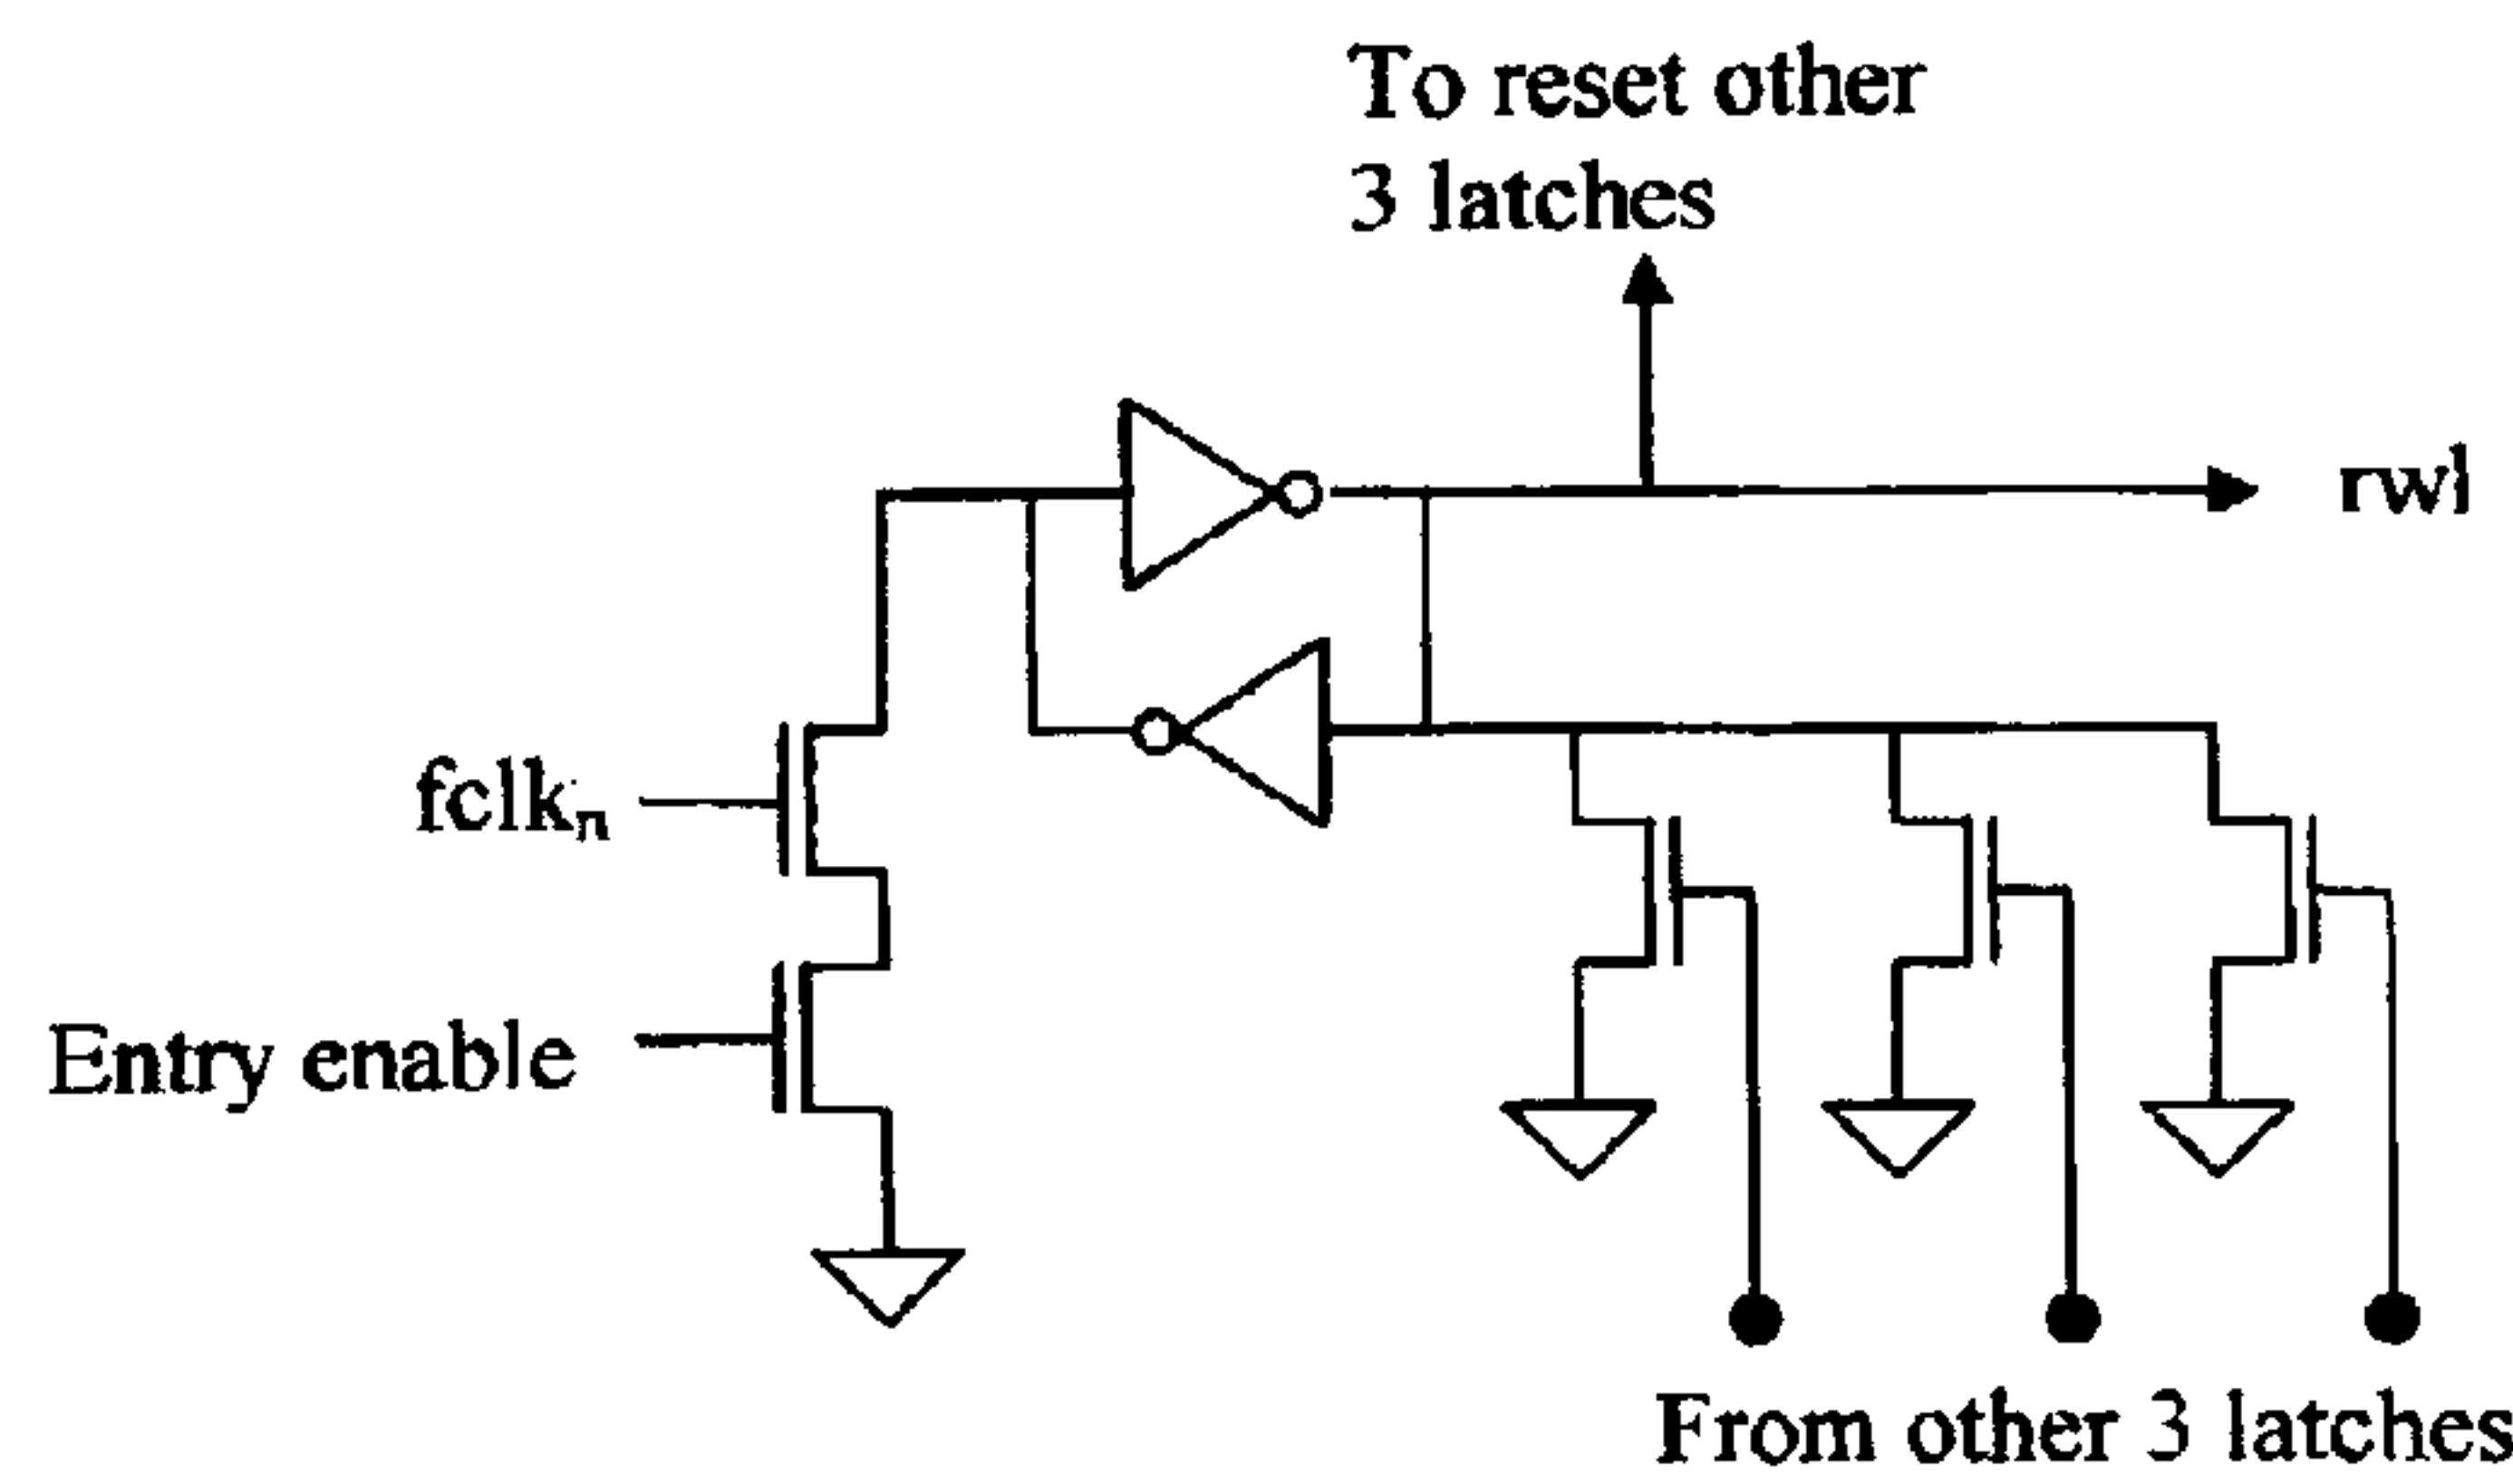 To reset other
3 latches
rwl
fclkn
Entry enable
From other 3 latches